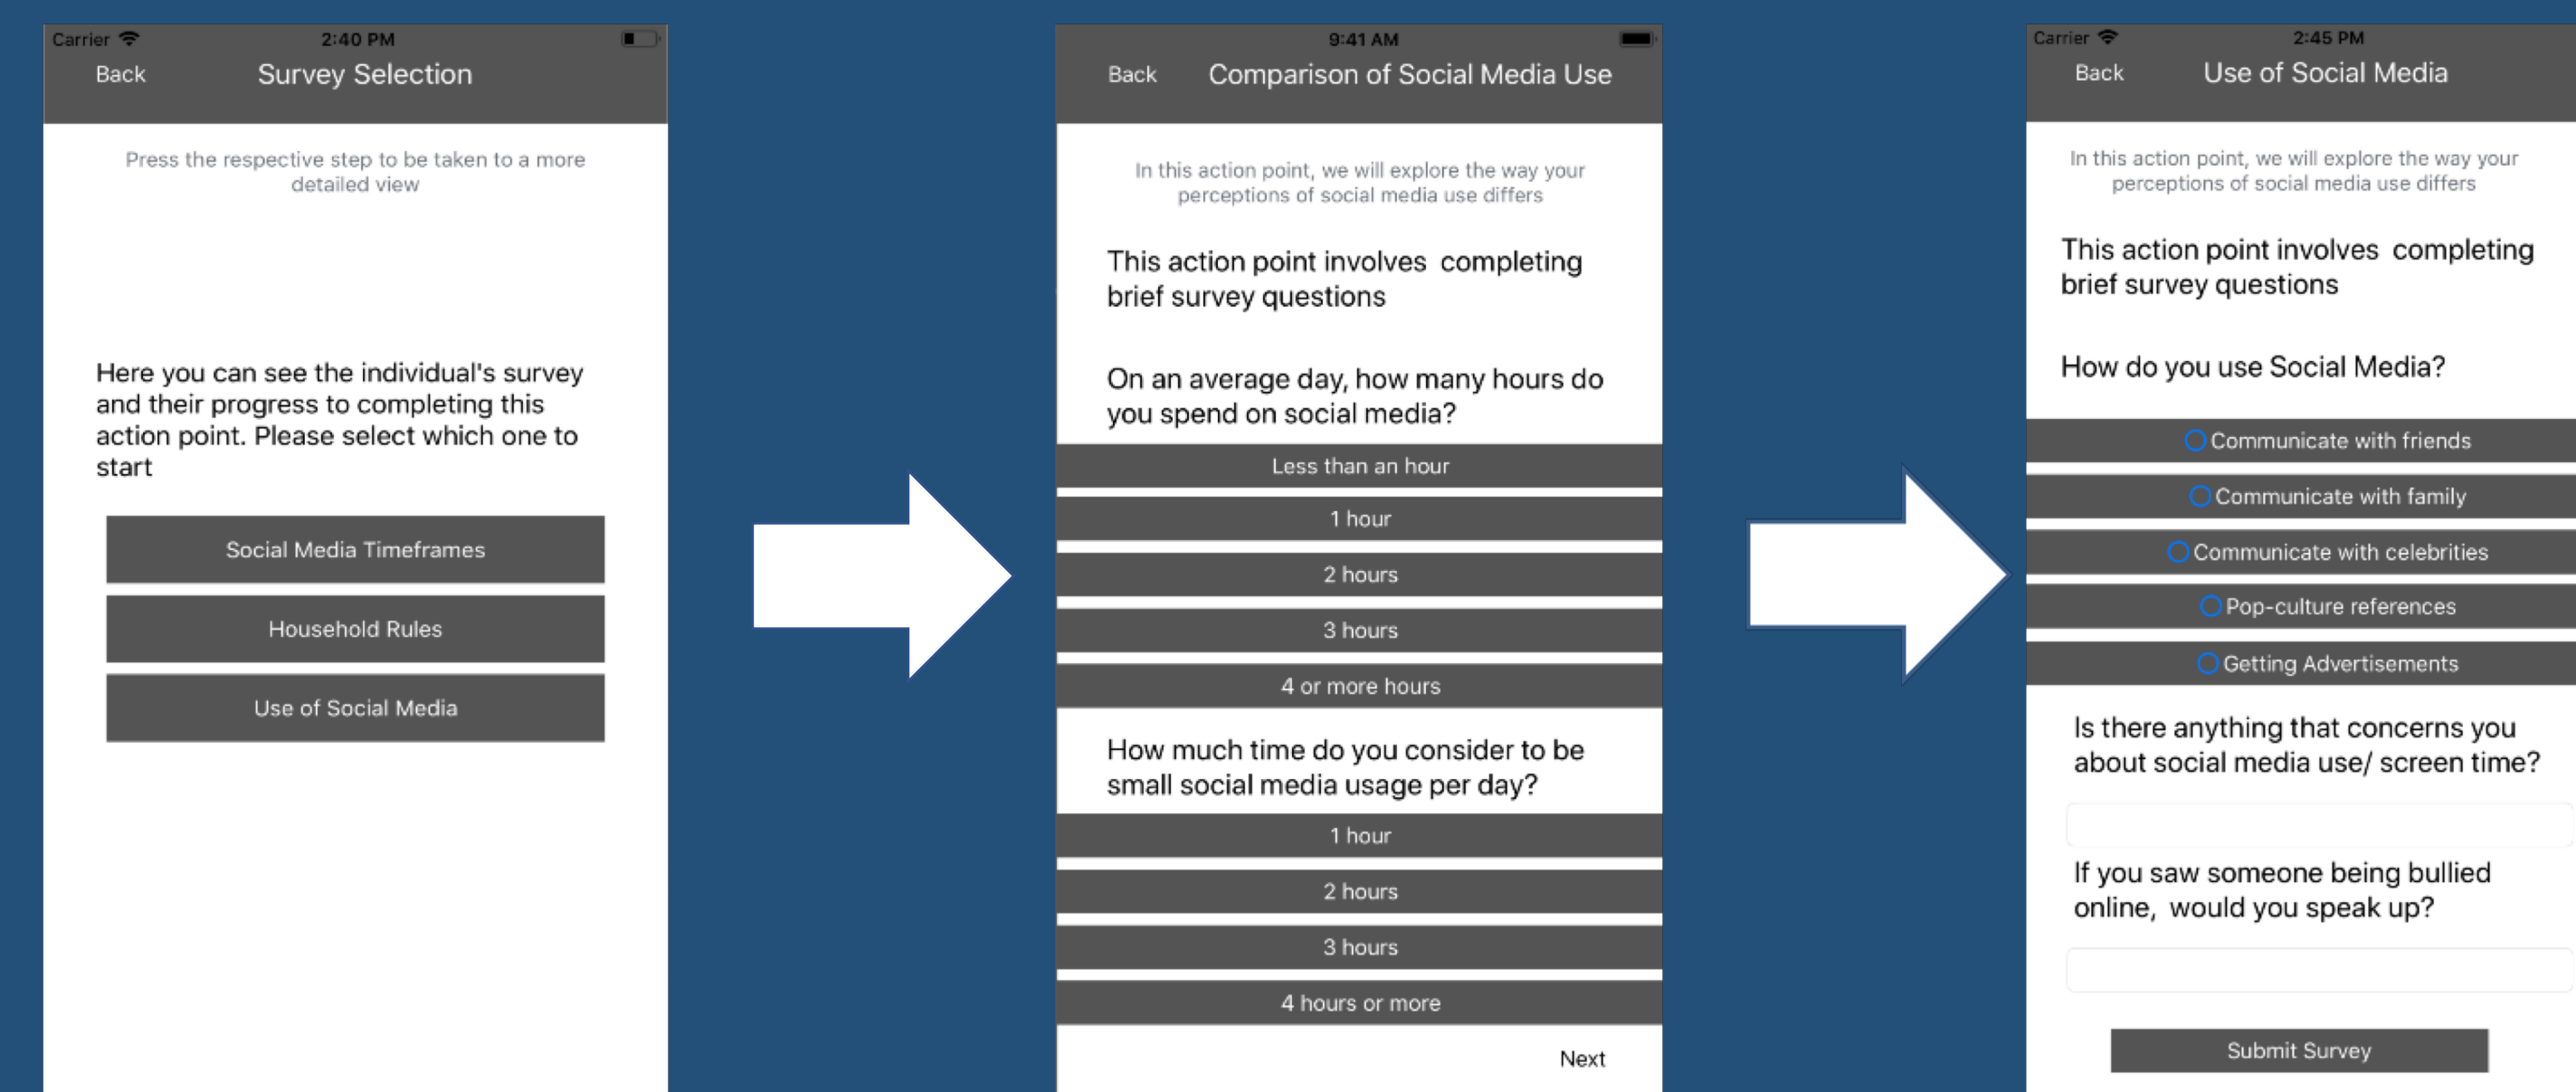 Carrier 2:40 PM
Back Survey Selection
Press the respective step to be taken to a more
detailed view
Here you can see the individual's survey
and their progress to completing this
action point. Please select which one to
start
Social Media Timeframes
Household Rules
Use of Social Media
9:41 AM
Back Comparison of Social Media Use
In this action point, we will explore the way your
perceptions of social media use differs
This action point involves completing
brief survey questions
On an average day, how many hours do
you spend on social media?
Less than an hour
1 hour
2 hours
3 hours
4 or more hours
How much time do you consider to be
small social media usage per day?
1 hour
2 hours
3 hours
4 hours or more
Next
Carrier 2:45 PM
Back Use of Social Media
In this action point, we will explore the way your
perceptions of social media use differs
This action point involves completing
brief survey questions
How do you use Social Media?
Communicate with friends
Communicate with family
Communicate with celebrities
Pop-culture references
Getting Advertisements
Is there anything that concerns you
about social media use/ screen time?
If you saw someone being bullied
online, would you speak up?
Submit Survey